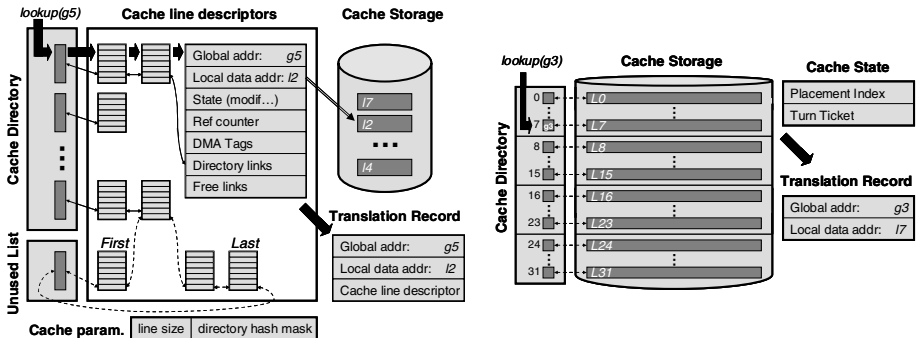 Cache line descriptors
Cache Storage
lookup(g5)
Cache Directory
Global addr: g5
Local data addr: l2
State (modif...)
Ref counter
DMA Tags
Directory links
Free links
l7
l2
l4
Translation Record
Global addr: g5
Local data addr: l2
Cache line descriptor
Unused List
First
Last
Cache param.
line size
directory hash mask
lookup(g3)
Cache Storage
Cache State
Placement Index
Turn Ticket
Cache Directory
0
L0
7
g3
L7
8
L8
15
L15
16
L16
23
L23
24
L24
31
L31
Translation Record
Global addr: g3
Local data addr: l7